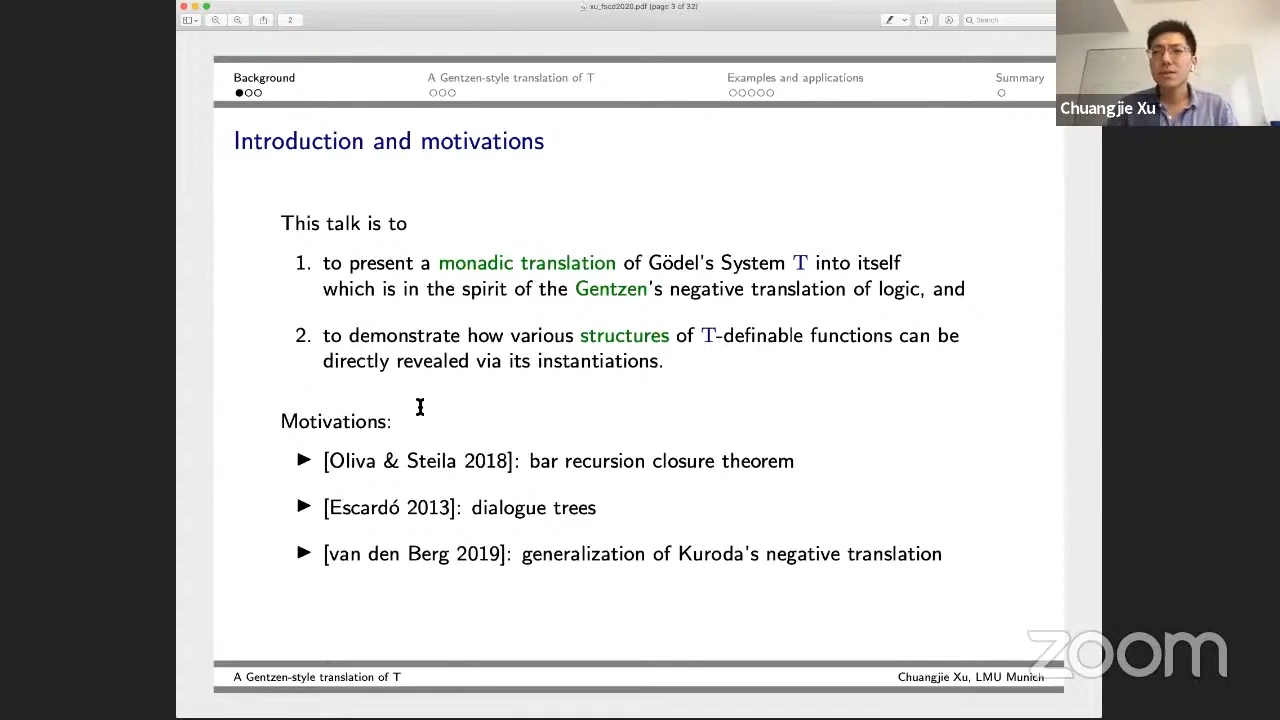 xu_fscd2020.pdf (page 3 of 32)
2
Search
Chuangjie Xu
Background
A Gentzen-style translation of T
Examples and applications
Summary
Introduction and motivations
This talk is to
1. to present a monadic translation of Gödel's System T into itself
which is in the spirit of the Gentzen's negative translation of logic, and
2. to demonstrate how various structures of T-definable functions can be
directly revealed via its instantiations.
Motivations:
▶ [Oliva & Steila 2018]: bar recursion closure theorem
▶ [Escardó 2013]: dialogue trees
▶ [van den Berg 2019]: generalization of Kuroda's negative translation
zoom
A Gentzen-style translation of T
Chuangjie Xu, LMU Munich